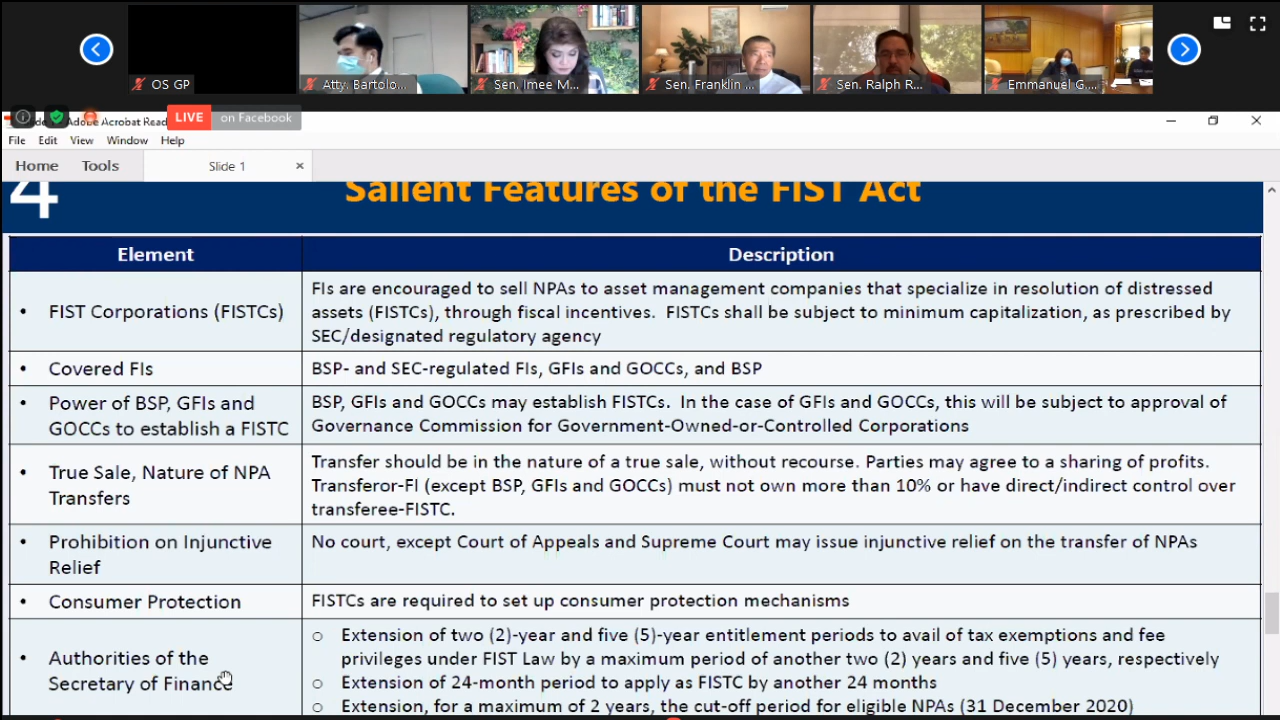 OS GP
Atty. Bartolo...
Sen. Imee M...
Sen. Franklin ...
Sen. Ralph R...
Emmanuel G....
Adobe Acrobat Read
LIVE on Facebook
File Edit View Window Help
Home Tools Slide 1
4 Salient Features of the FIST Act
Element Description
• FIST Corporations (FISTCs)
FIs are encouraged to sell NPAs to asset management companies that specialize in resolution of distressed
assets (FISTCs), through fiscal incentives. FISTCs shall be subject to minimum capitalization, as prescribed by
SEC/designated regulatory agency
• Covered FIs
BSP- and SEC-regulated FIs, GFIs and GOCCs, and BSP
• Power of BSP, GFIs and
GOCCs to establish a FISTC
BSP, GFIs and GOCCs may establish FISTCs. In the case of GFIs and GOCCs, this will be subject to approval of
Governance Commission for Government-Owned-or-Controlled Corporations
• True Sale, Nature of NPA
Transfers
Transfer should be in the nature of a true sale, without recourse. Parties may agree to a sharing of profits.
Transferor-FI (except BSP, GFIs and GOCCs) must not own more than 10% or have direct/indirect control over
transferee-FISTC.
• Prohibition on Injunctive
Relief
No court, except Court of Appeals and Supreme Court may issue injunctive relief on the transfer of NPAs
• Consumer Protection
FISTCs are required to set up consumer protection mechanisms
• Authorities of the
Secretary of Finance
○ Extension of two (2)-year and five (5)-year entitlement periods to avail of tax exemptions and fee
privileges under FIST Law by a maximum period of another two (2) years and five (5) years, respectively
○ Extension of 24-month period to apply as FISTC by another 24 months
○ Extension, for a maximum of 2 years, the cut-off period for eligible NPAs (31 December 2020)